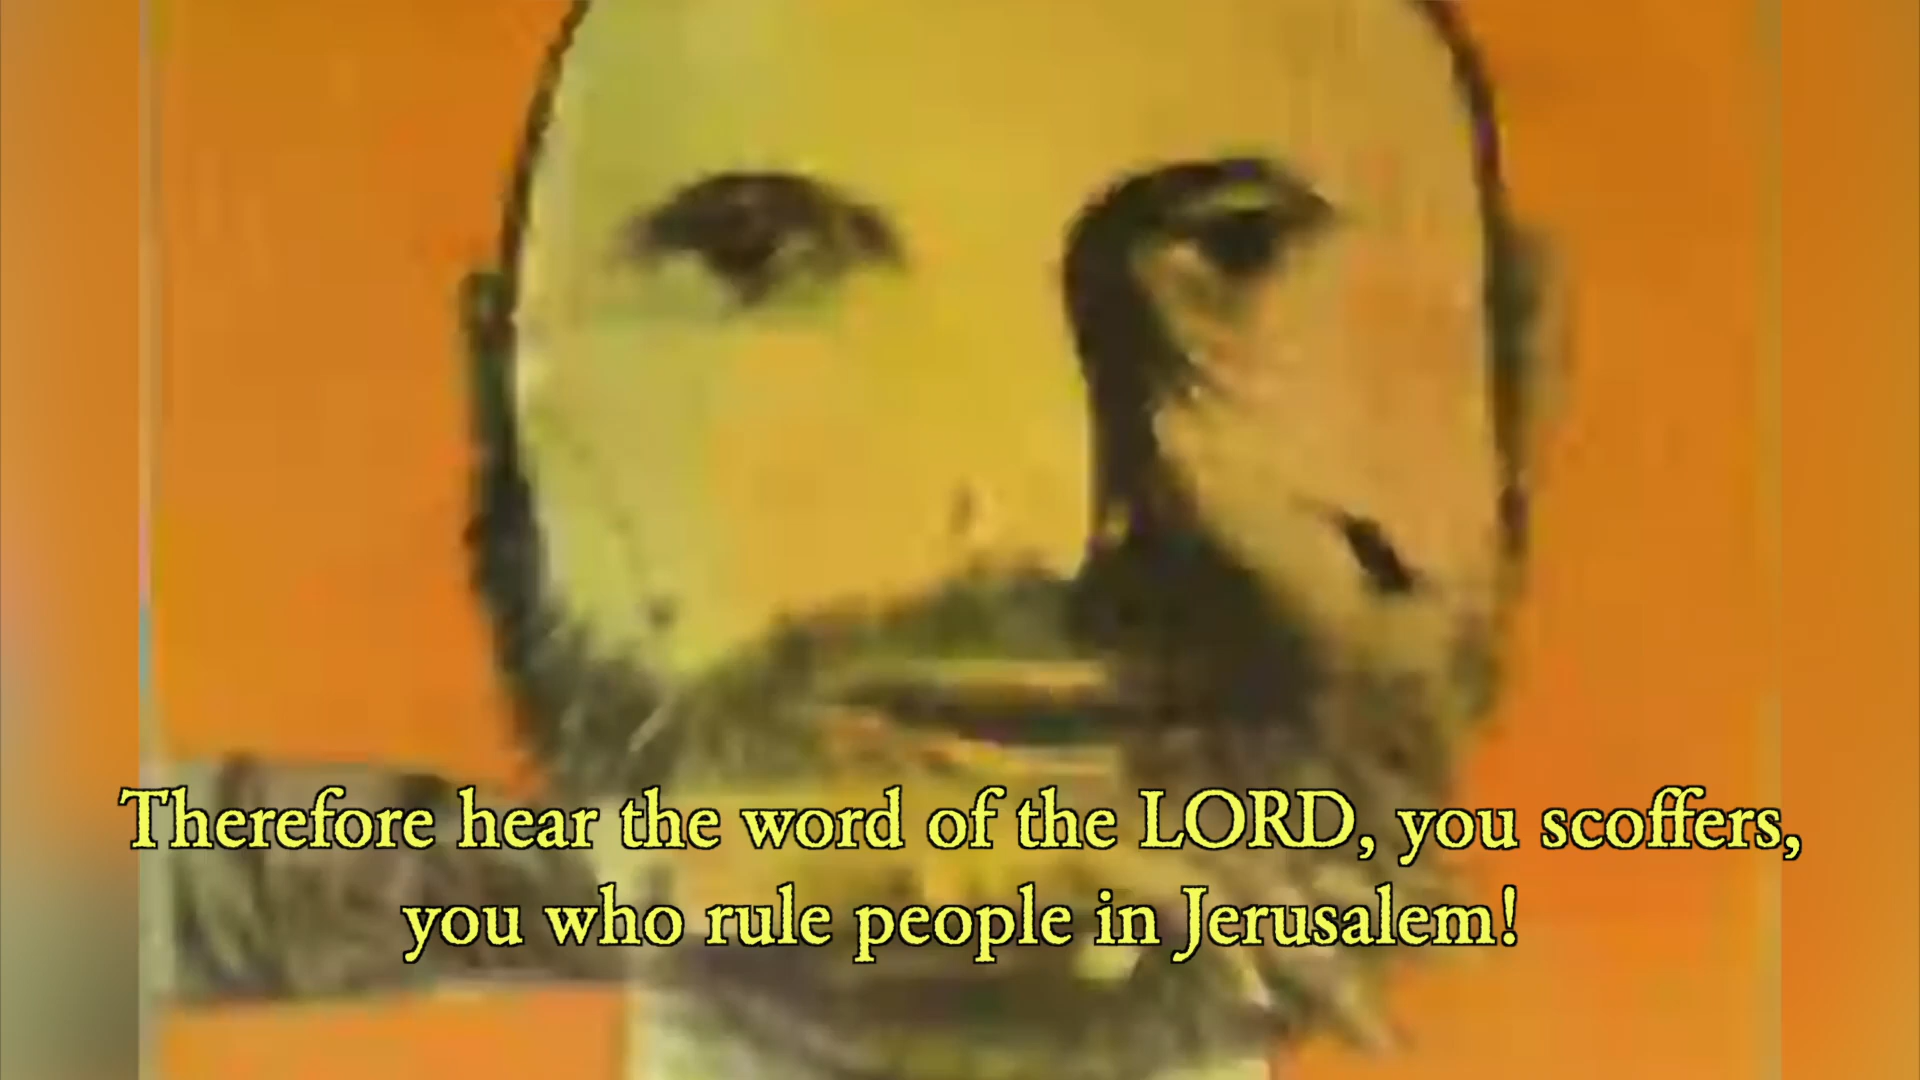 Therefore hear the word of the LORD, you scoffers,
you who rule people in Jerusalem!